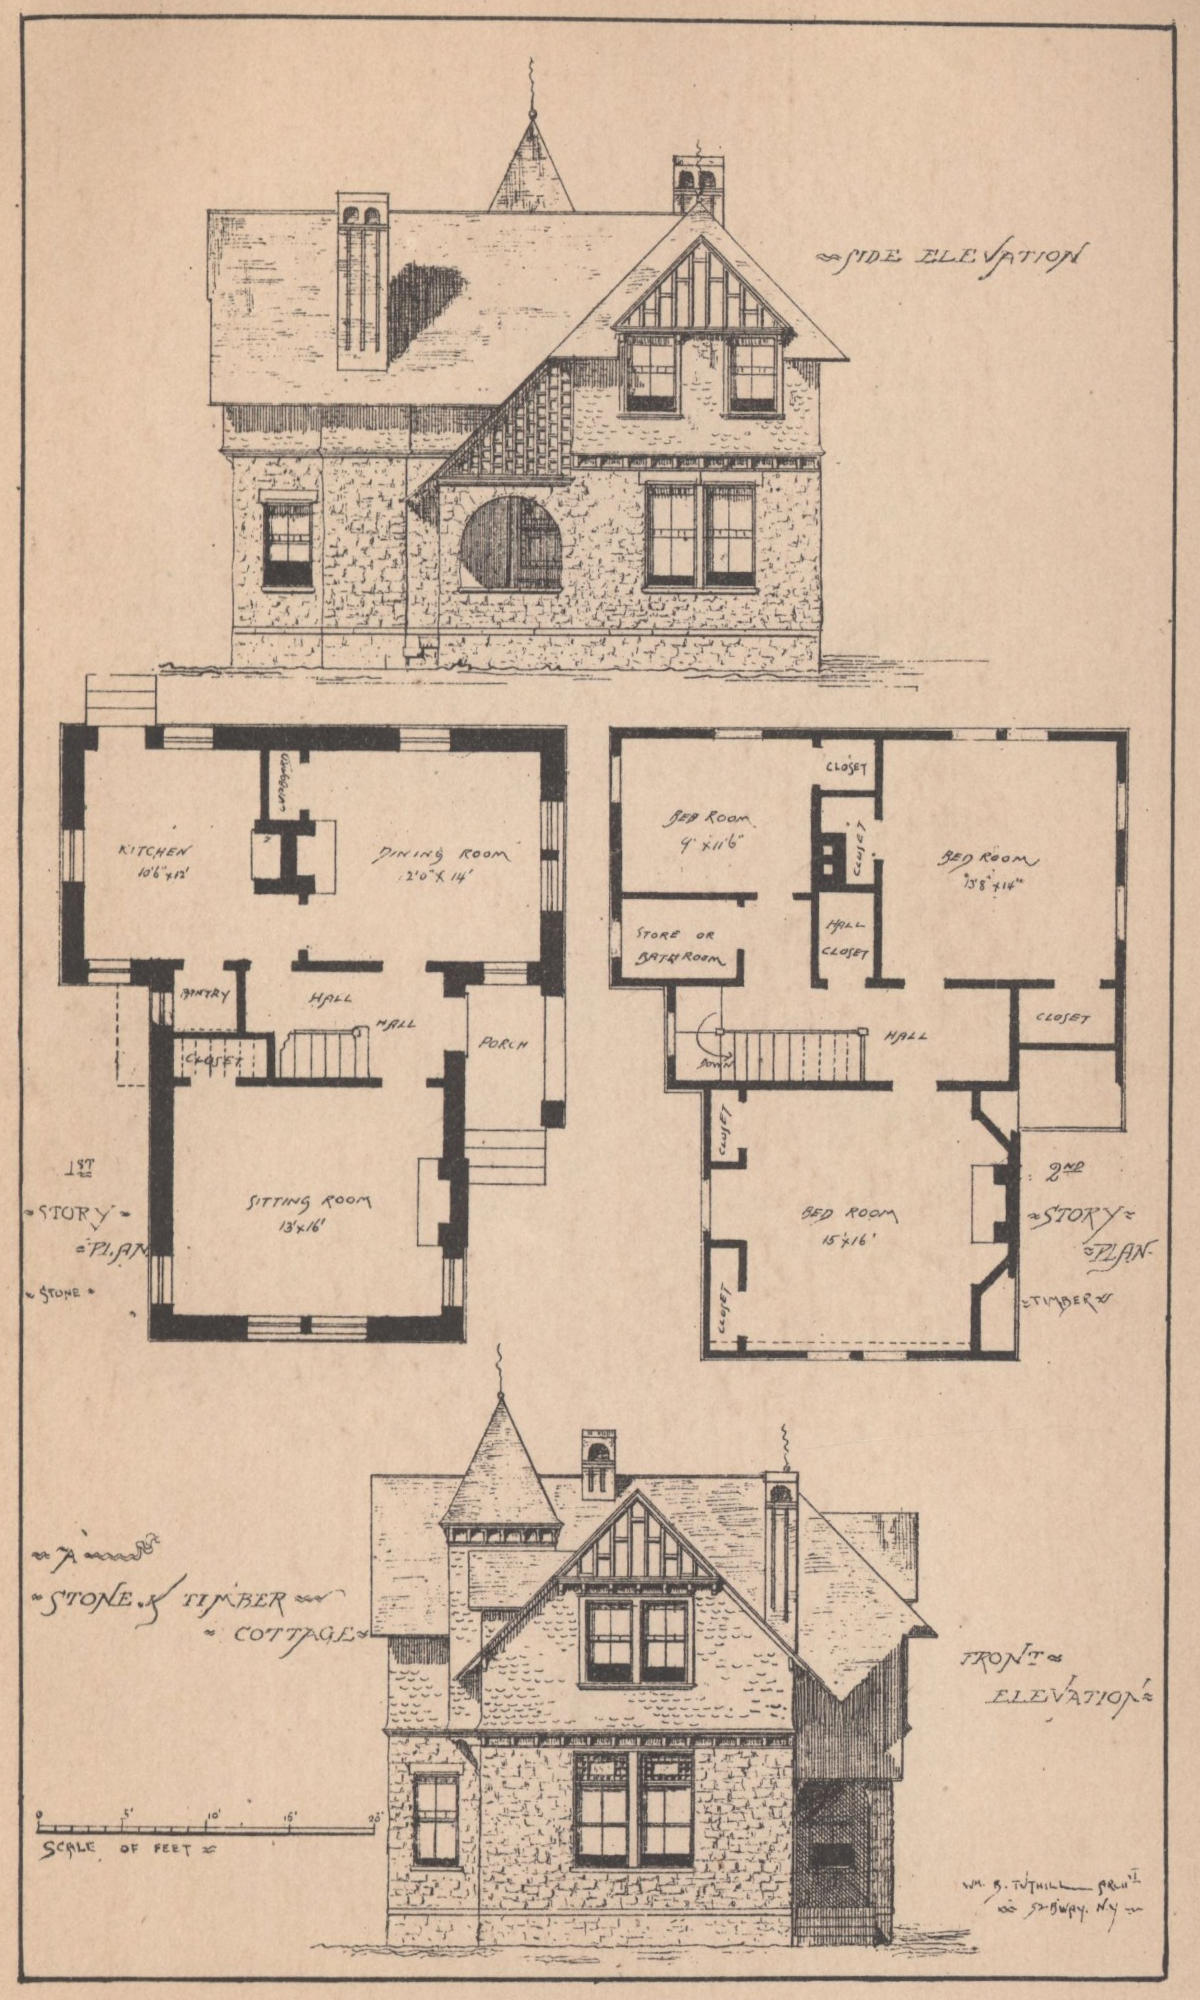 SIDE ELEVATION
KITCHEN
10'6" x 12'
DINING ROOM
12'0" X 14'
PANTRY
HALL
HALL
CLOSET
PORCH
SITTING ROOM
13' x 16'
1ST
STORY
PLAN
STONE
BED ROOM
9' x 11'6"
CLOSET
CLOSET
BED ROOM
13'8" x 14"
STORE OR
BATH ROOM
HALL
CLOSET
CLOSET
HALL
DOWN
CLOSET
BED ROOM
15' x 16'
CLOSET
2ND
STORY
PLAN
TIMBER
A
STONE & TIMBER
COTTAGE
FRONT
ELEVATION
0 5' 10' 15' 20'
SCALE OF FEET
WM. B. TUTHILL ARCHT
52 BWAY. N.Y